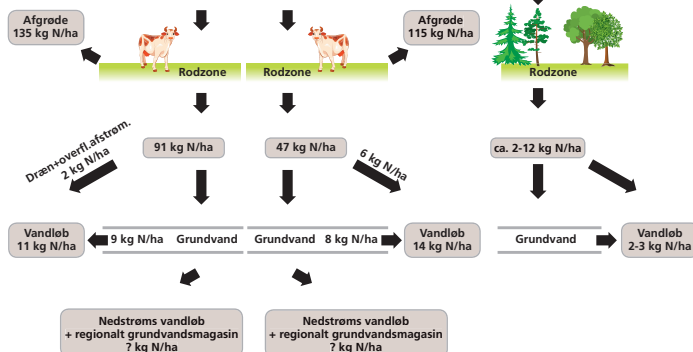 Afgrøde
135 kg N/ha
Afgrøde
115 kg N/ha
Rodzone
Rodzone
Rodzone
Dræn+overfl.afstrøm.
2 kg N/ha
91 kg N/ha
47 kg N/ha
6 kg N/ha
ca. 2-12 kg N/ha
Vandløb
11 kg N/ha
9 kg N/ha
Grundvand
Grundvand
8 kg N/ha
Vandløb
14 kg N/ha
Grundvand
Vandløb
2-3 kg N/ha
Nedstrøms vandløb
+ regionalt grundvandsmagasin
? kg N/ha
Nedstrøms vandløb
+ regionalt grundvandsmagasin
? kg N/ha